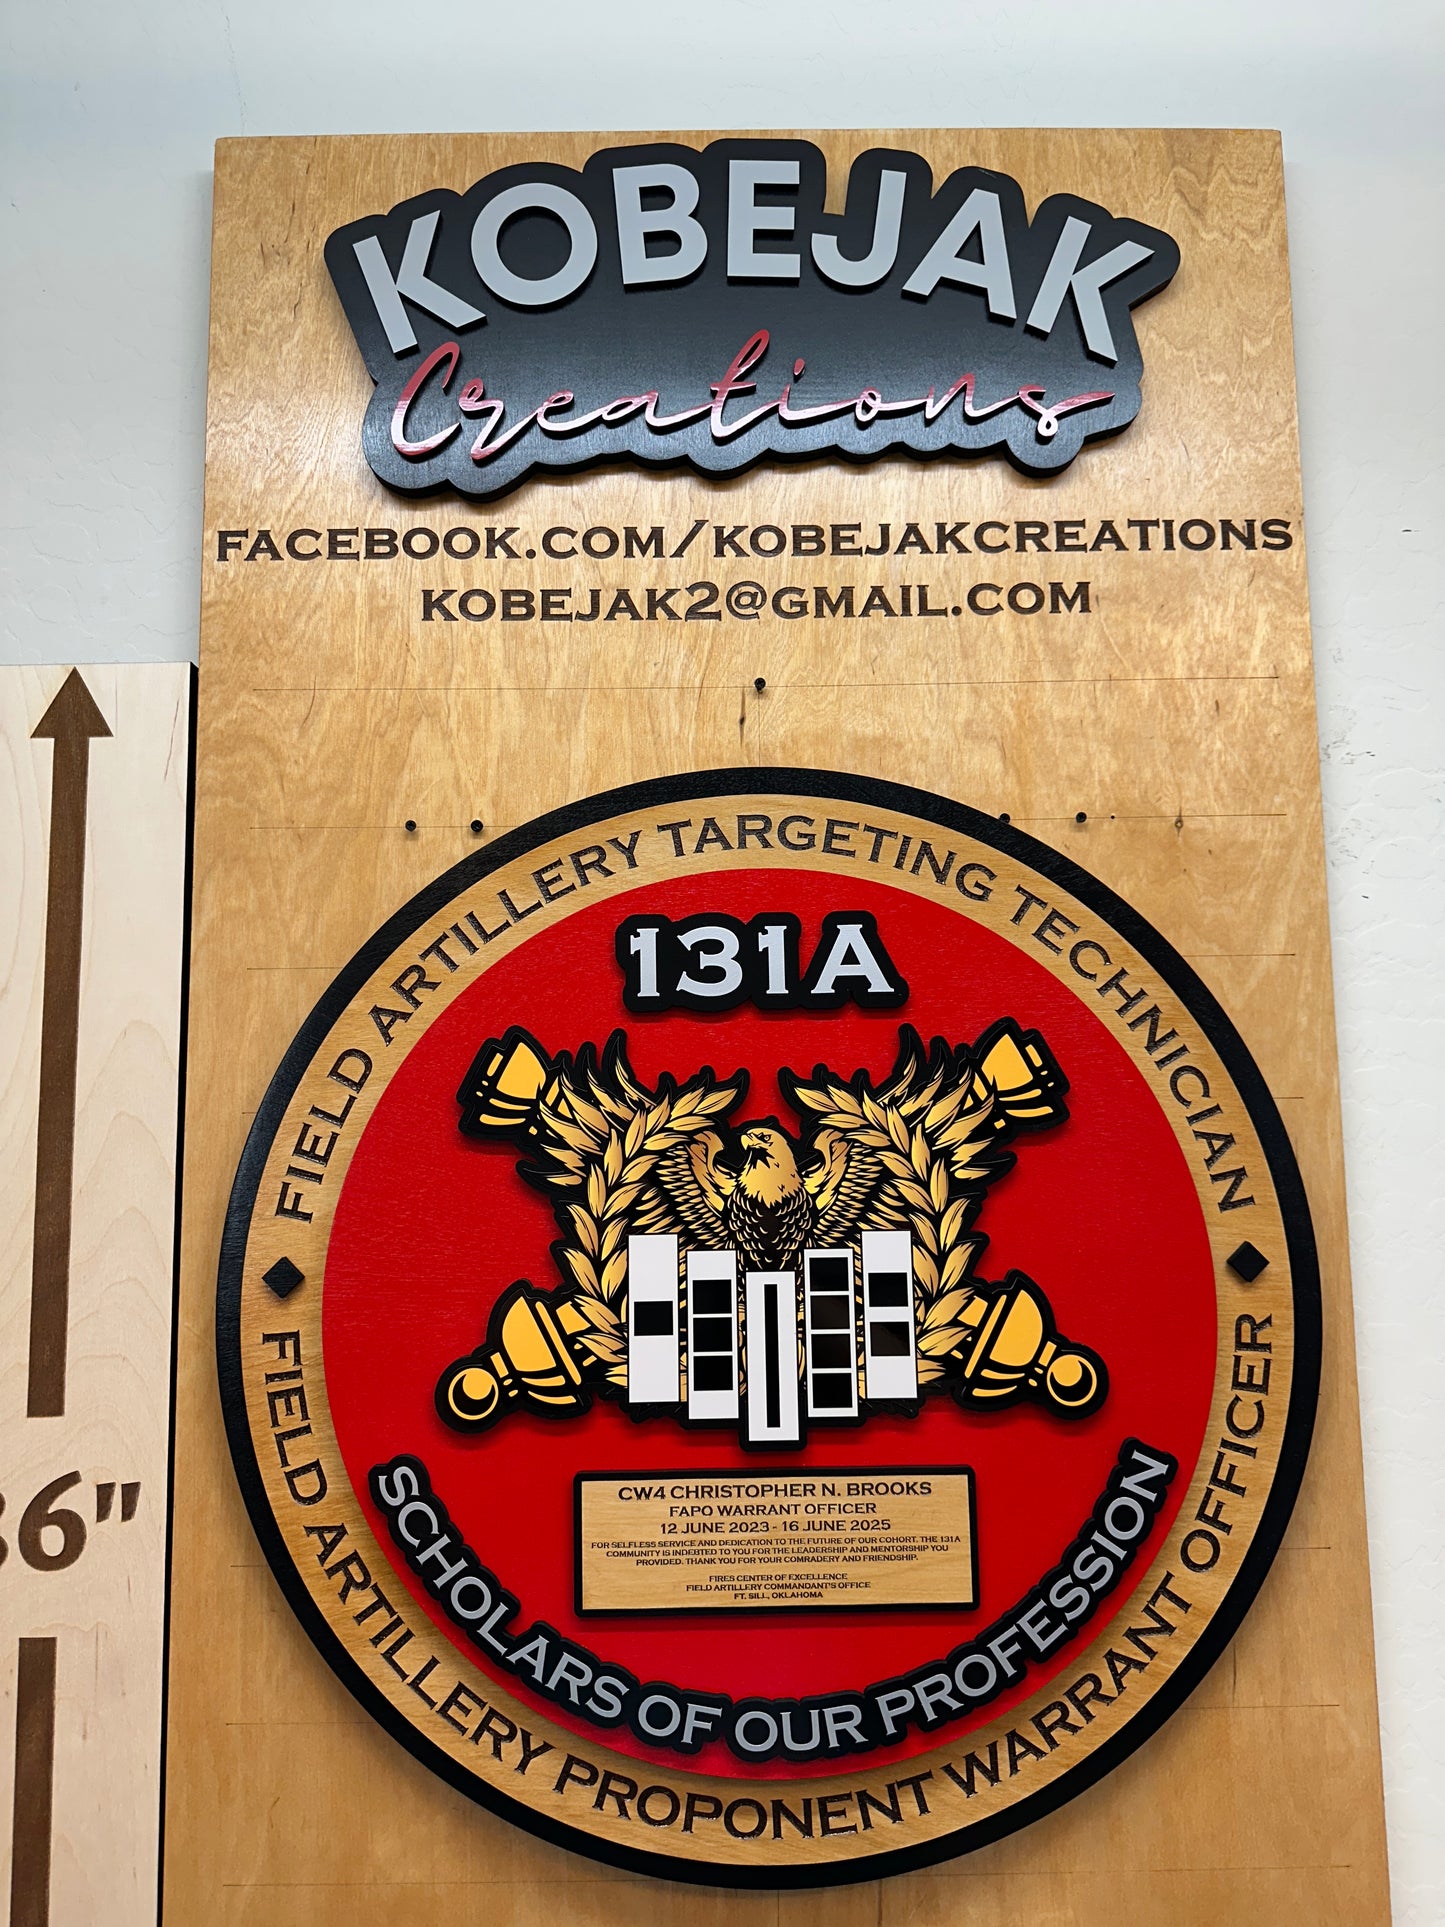 KOBEJAK
Creations
FACEBOOK.COM/KOBEJAKCREATIONS
KOBEJAK2@GMAIL.COM
FIELD ARTILLERY TARGETING TECHNICIAN
131A
CW4 CHRISTOPHER N. BROOKS
FAPO WARRANT OFFICER
12 JUNE 2023 - 16 JUNE 2025
FOR SELFLESS SERVICE AND DEDICATION TO THE FUTURE OF OUR COHORT. THE 131A
COMMUNITY IS INDEBTED TO YOU FOR THE LEADERSHIP AND MENTORSHIP YOU
PROVIDED. THANK YOU FOR YOUR COMRADERY AND FRIENDSHIP.
FIRES CENTER OF EXCELLENCE
FIELD ARTILLERY COMMANDANT'S OFFICE
FT. SILL, OKLAHOMA
SCHOLARS OF OUR PROFESSION
FIELD ARTILLERY PROPONENT WARRANT OFFICER
36"